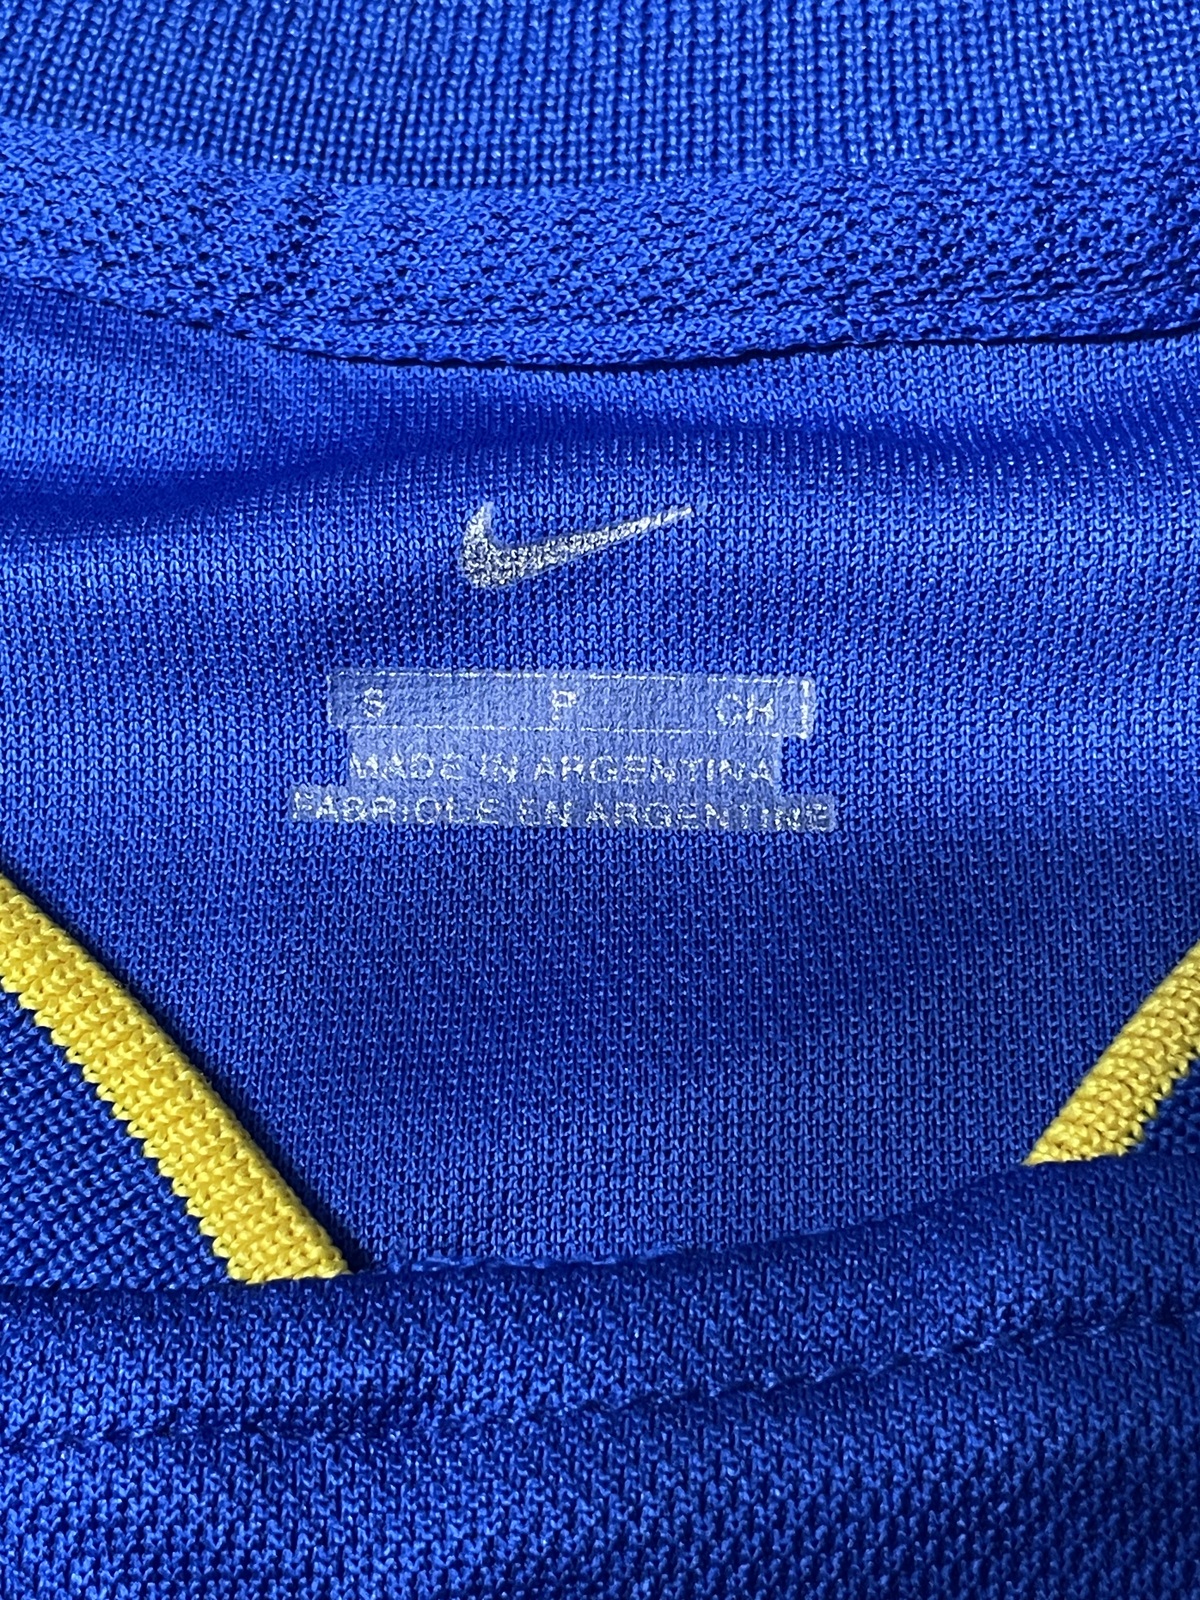 S P CH
MADE IN ARGENTINA
FABRIQUE EN ARGENTINE